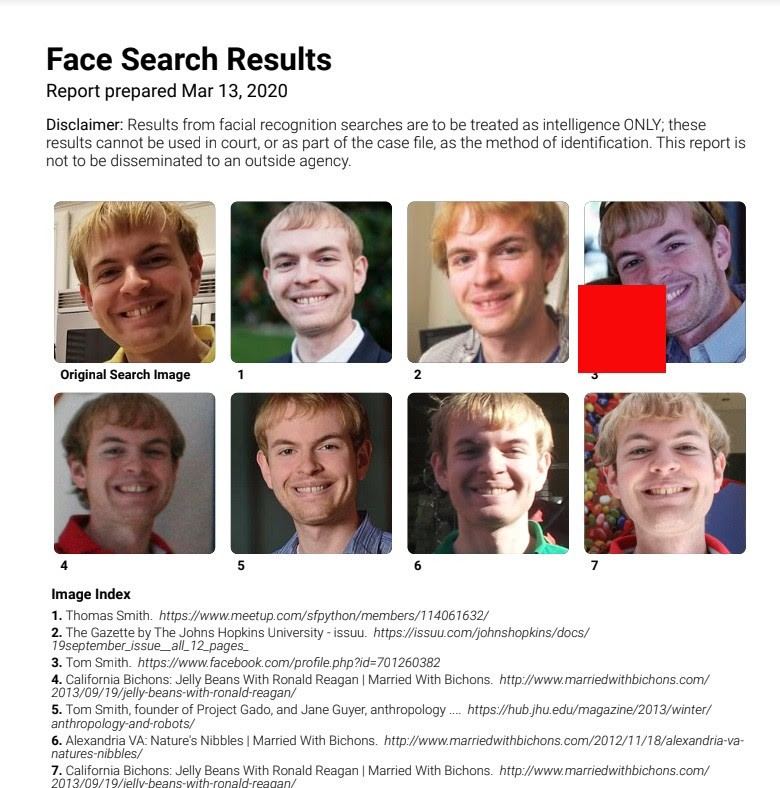 Face Search Results
Report prepared Mar 13, 2020
Disclaimer: Results from facial recognition searches are to be treated as intelligence ONLY; these
results cannot be used in court, or as part of the case file, as the method of identification. This report is
not to be disseminated to an outside agency.
Original Search Image
1
2
3
4
5
6
7
Image Index
1. Thomas Smith. https://www.meetup.com/sfpython/members/114061632/
2. The Gazette by The Johns Hopkins University - issuu. https://issuu.com/johnshopkins/docs/
19september_issue__all_12_pages_
3. Tom Smith. https://www.facebook.com/profile.php?id=701260382
4. California Bichons: Jelly Beans With Ronald Reagan | Married With Bichons. http://www.marriedwithbichons.com/
2013/09/19/jelly-beans-with-ronald-reagan/
5. Tom Smith, founder of Project Gado, and Jane Guyer, anthropology .... https://hub.jhu.edu/magazine/2013/winter/
anthropology-and-robots/
6. Alexandria VA: Nature's Nibbles | Married With Bichons. http://www.marriedwithbichons.com/2012/11/18/alexandria-va-
natures-nibbles/
7. California Bichons: Jelly Beans With Ronald Reagan | Married With Bichons. http://www.marriedwithbichons.com/
2013/09/19/jelly-beans-with-ronald-reagan/